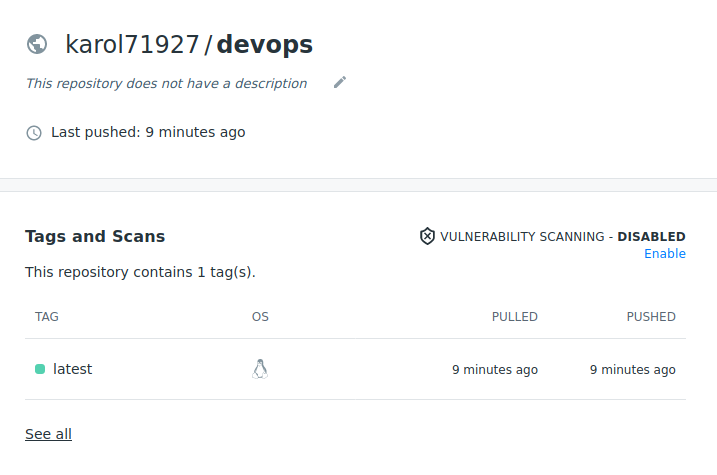 karol71927 / devops
This repository does not have a description
Last pushed: 9 minutes ago
Tags and Scans
VULNERABILITY SCANNING - DISABLED
Enable
This repository contains 1 tag(s).
TAG OS PULLED PUSHED
latest 9 minutes ago 9 minutes ago
See all